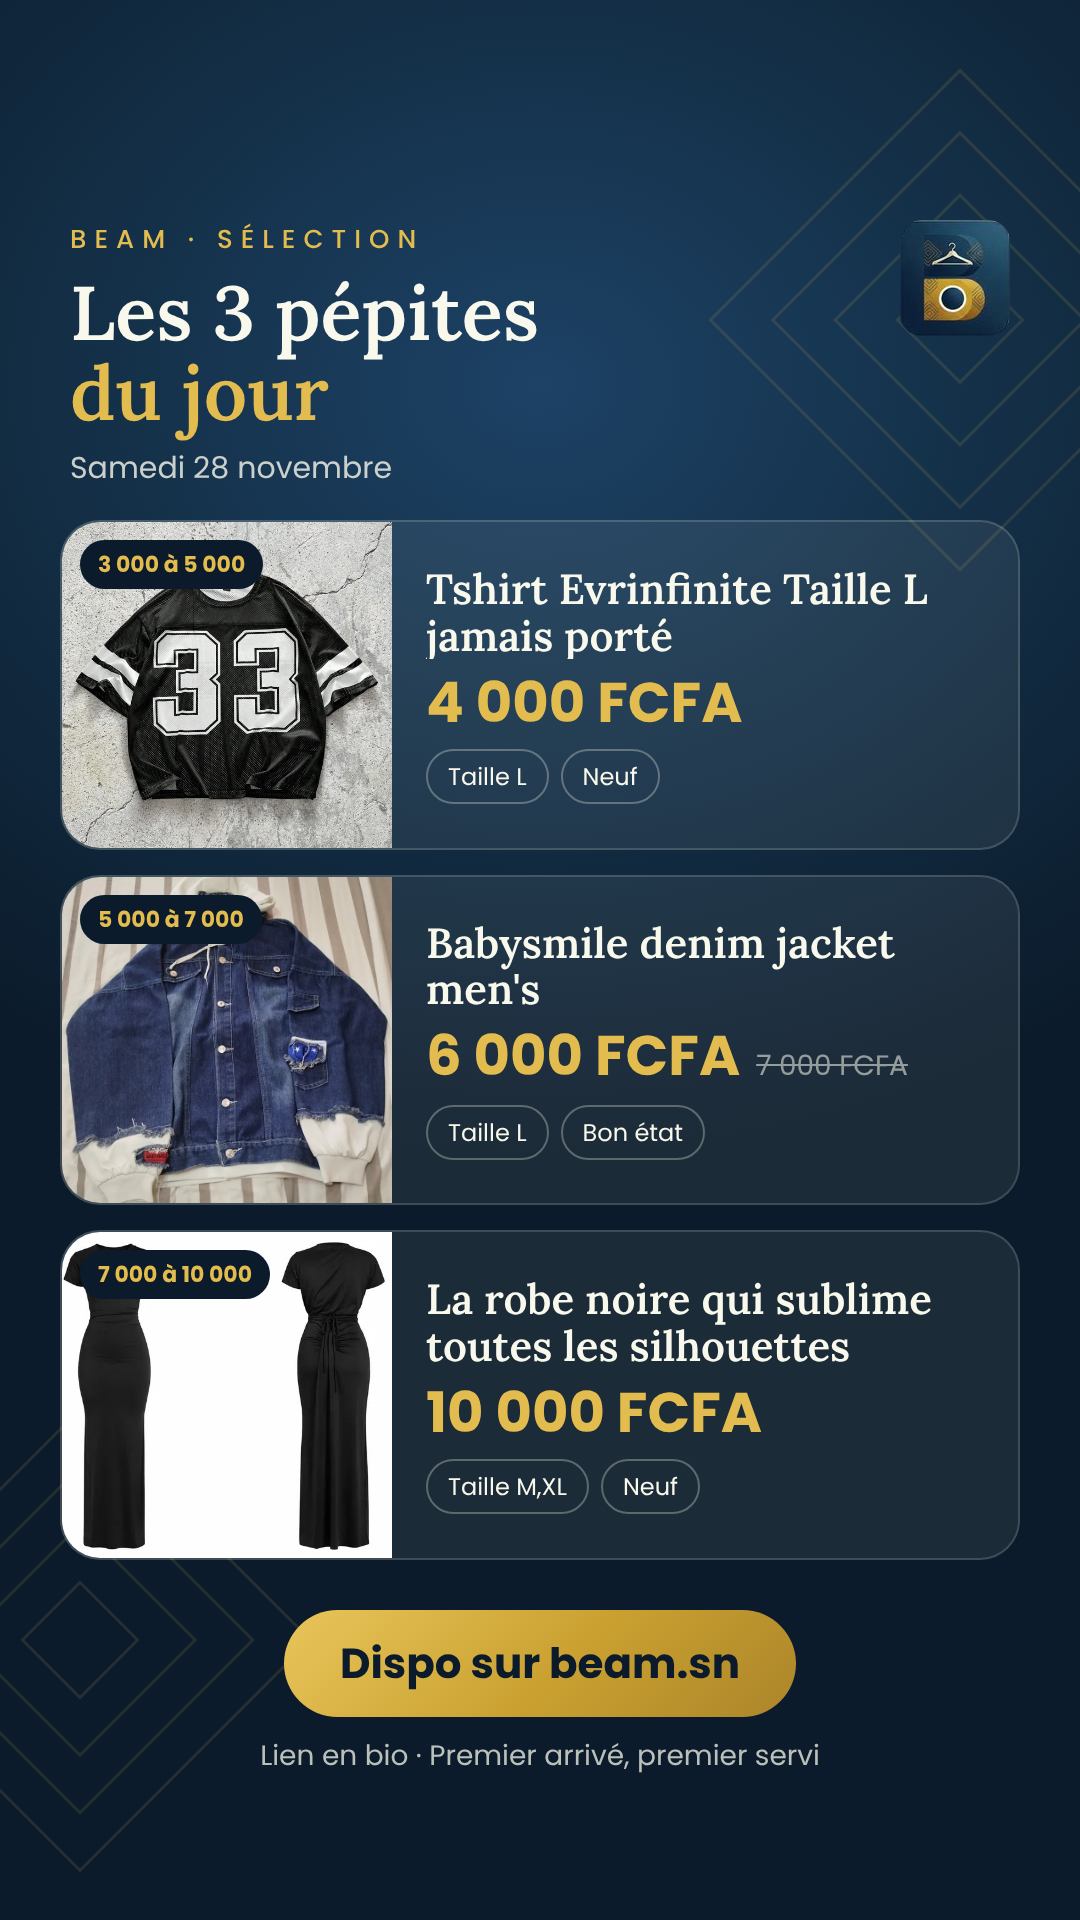 BEAM · SÉLECTION
Les 3 pépites
du jour
Samedi 28 novembre
3 000 à 5 000
33
Tshirt Evrinfinite Taille L
jamais porté
4 000 FCFA
Taille L
Neuf
5 000 à 7 000
Babysmile denim jacket
men's
6 000 FCFA 7 000 FCFA
Taille L
Bon état
7 000 à 10 000
La robe noire qui sublime
toutes les silhouettes
10 000 FCFA
Taille M,XL
Neuf
Dispo sur beam.sn
Lien en bio · Premier arrivé, premier servi